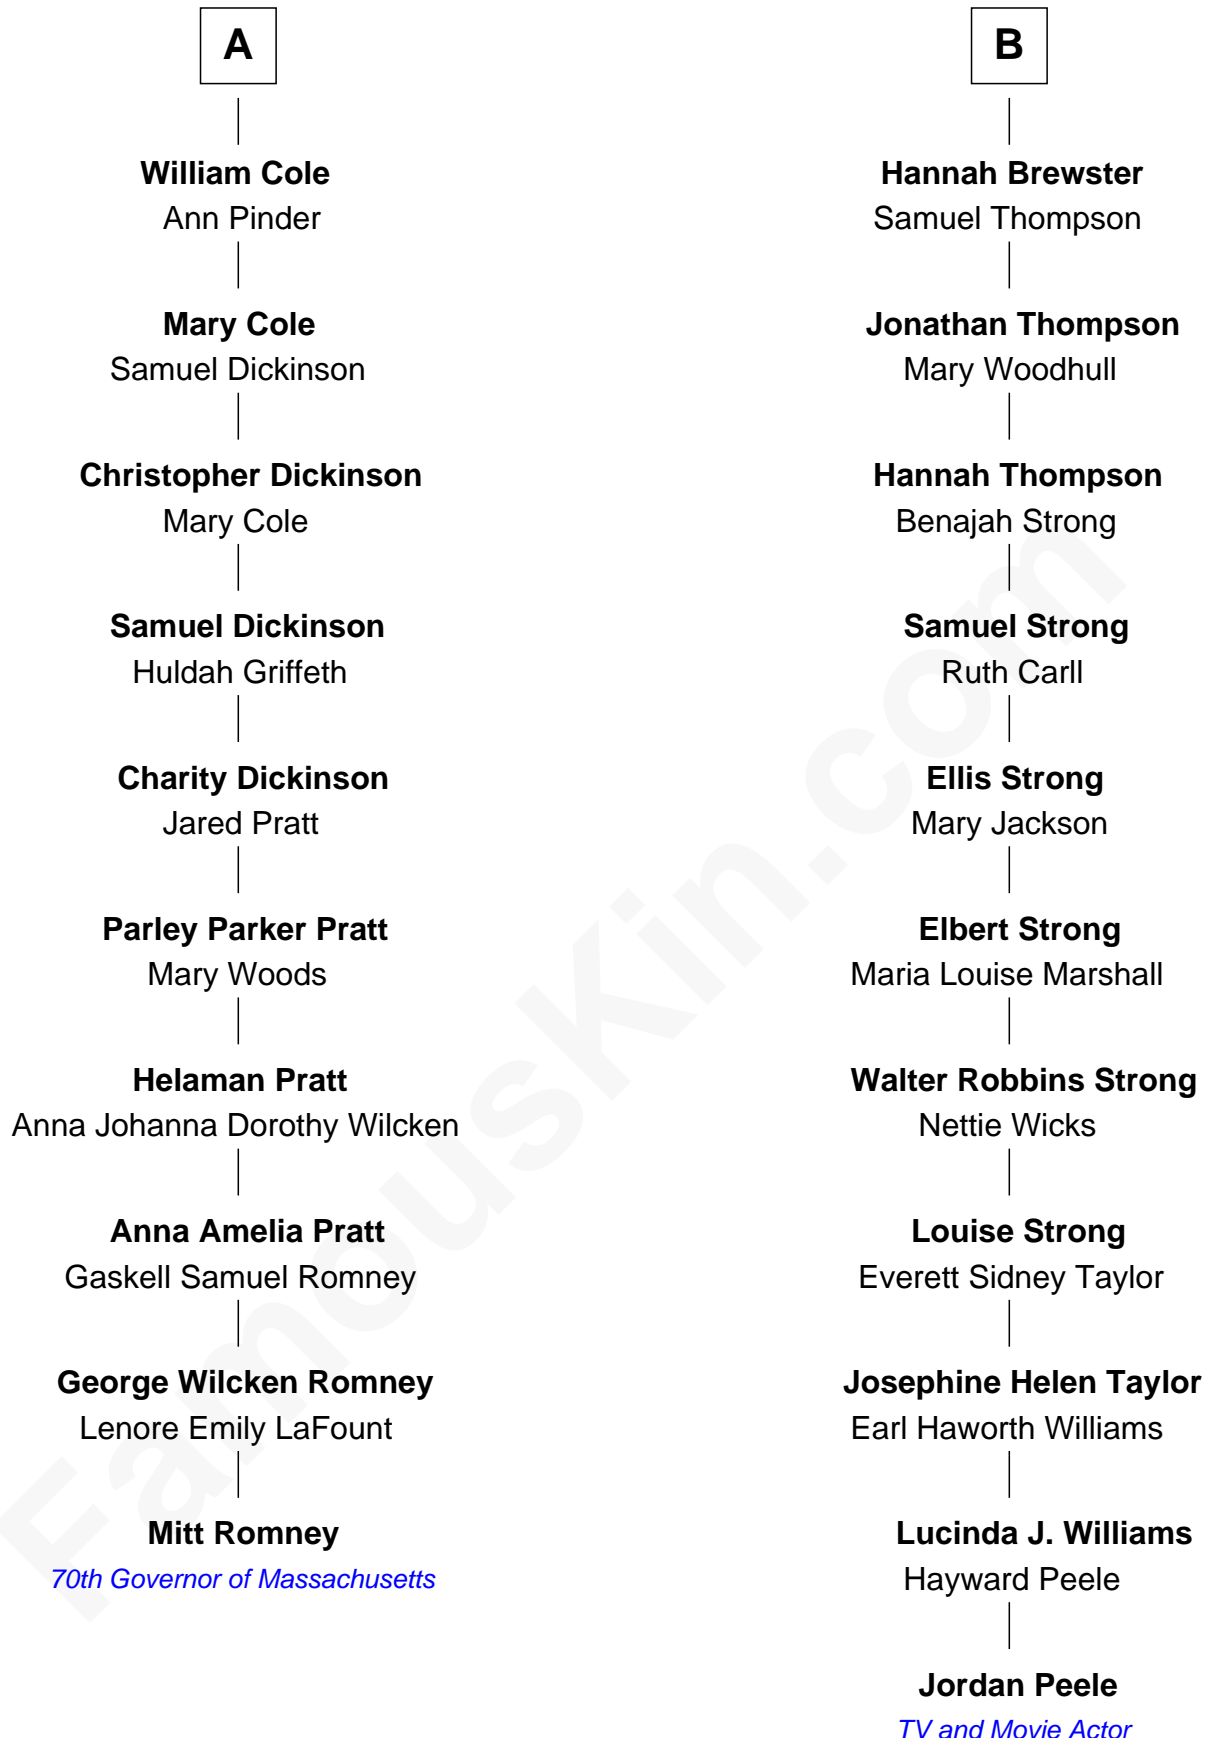 A
William Cole
Ann Pinder
Mary Cole
Samuel Dickinson
Christopher Dickinson
Mary Cole
Samuel Dickinson
Huldah Griffeth
Charity Dickinson
Jared Pratt
Parley Parker Pratt
Mary Woods
Helaman Pratt
Anna Johanna Dorothy Wilcken
Anna Amelia Pratt
Gaskell Samuel Romney
George Wilcken Romney
Lenore Emily LaFount
Mitt Romney
70th Governor of Massachusetts
B
Hannah Brewster
Samuel Thompson
Jonathan Thompson
Mary Woodhull
Hannah Thompson
Benajah Strong
Samuel Strong
Ruth Carll
Ellis Strong
Mary Jackson
Elbert Strong
Maria Louise Marshall
Walter Robbins Strong
Nettie Wicks
Louise Strong
Everett Sidney Taylor
Josephine Helen Taylor
Earl Haworth Williams
Lucinda J. Williams
Hayward Peele
Jordan Peele
TV and Movie Actor
FamousKin.com